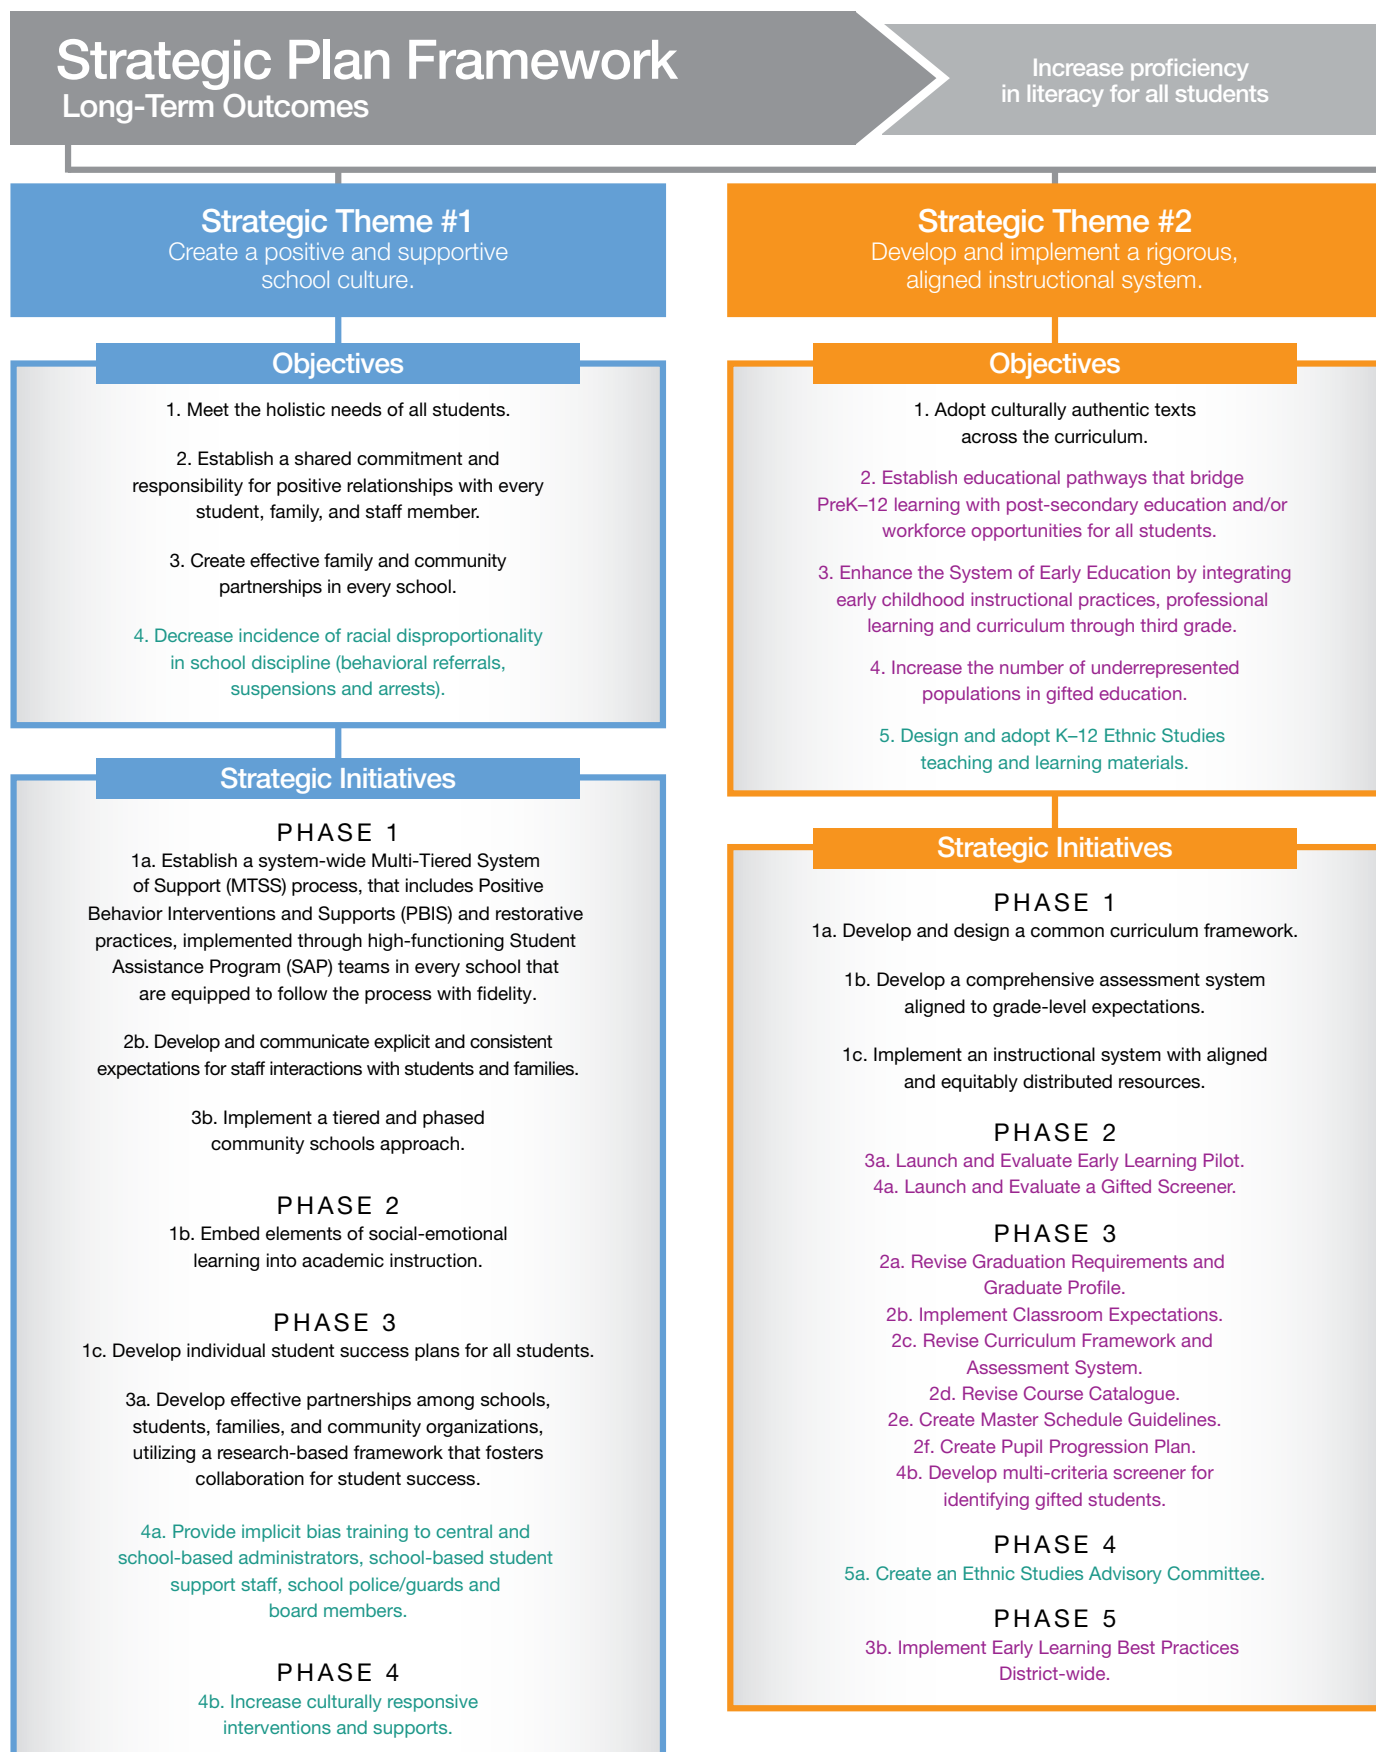 Strategic Plan Framework
Long-Term Outcomes
Increase proficiency
in literacy for all students
Strategic Theme #1
Create a positive and supportive
school culture.
Objectives
1. Meet the holistic needs of all students.
2. Establish a shared commitment and
responsibility for positive relationships with every
student, family, and staff member.
3. Create effective family and community
partnerships in every school.
4. Decrease incidence of racial disproportionality
in school discipline (behavioral referrals,
suspensions and arrests).
Strategic Initiatives
PHASE 1
1a. Establish a system-wide Multi-Tiered System
of Support (MTSS) process, that includes Positive
Behavior Interventions and Supports (PBIS) and restorative
practices, implemented through high-functioning Student
Assistance Program (SAP) teams in every school that
are equipped to follow the process with fidelity.
2b. Develop and communicate explicit and consistent
expectations for staff interactions with students and families.
3b. Implement a tiered and phased
community schools approach.
PHASE 2
1b. Embed elements of social-emotional
learning into academic instruction.
PHASE 3
1c. Develop individual student success plans for all students.
3a. Develop effective partnerships among schools,
students, families, and community organizations,
utilizing a research-based framework that fosters
collaboration for student success.
4a. Provide implicit bias training to central and
school-based administrators, school-based student
support staff, school police/guards and
board members.
PHASE 4
4b. Increase culturally responsive
interventions and supports.
Strategic Theme #2
Develop and implement a rigorous,
aligned instructional system.
Objectives
1. Adopt culturally authentic texts
across the curriculum.
2. Establish educational pathways that bridge
PreK–12 learning with post-secondary education and/or
workforce opportunities for all students.
3. Enhance the System of Early Education by integrating
early childhood instructional practices, professional
learning and curriculum through third grade.
4. Increase the number of underrepresented
populations in gifted education.
5. Design and adopt K–12 Ethnic Studies
teaching and learning materials.
Strategic Initiatives
PHASE 1
1a. Develop and design a common curriculum framework.
1b. Develop a comprehensive assessment system
aligned to grade-level expectations.
1c. Implement an instructional system with aligned
and equitably distributed resources.
PHASE 2
3a. Launch and Evaluate Early Learning Pilot.
4a. Launch and Evaluate a Gifted Screener.
PHASE 3
2a. Revise Graduation Requirements and
Graduate Profile.
2b. Implement Classroom Expectations.
2c. Revise Curriculum Framework and
Assessment System.
2d. Revise Course Catalogue.
2e. Create Master Schedule Guidelines.
2f. Create Pupil Progression Plan.
4b. Develop multi-criteria screener for
identifying gifted students.
PHASE 4
5a. Create an Ethnic Studies Advisory Committee.
PHASE 5
3b. Implement Early Learning Best Practices
District-wide.